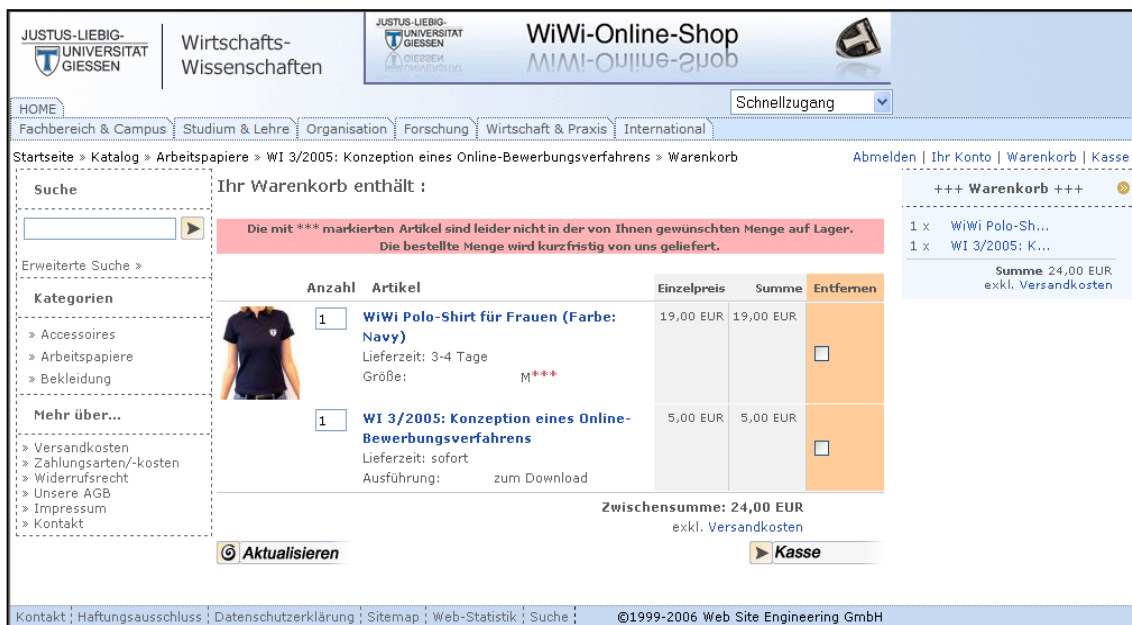 JUSTUS-LIEBIG-
UNIVERSITÄT
GIESSEN
Wirtschafts-
Wissenschaften
JUSTUS-LIEBIG-
UNIVERSITÄT
GIESSEN
WiWi-Online-Shop
Schnellzugang
HOME
Fachbereich & Campus Studium & Lehre Organisation Forschung Wirtschaft & Praxis International
Startseite » Katalog » Arbeitspapiere » WI 3/2005: Konzeption eines Online-Bewerbungsverfahrens » Warenkorb
Abmelden | Ihr Konto | Warenkorb | Kasse
Suche
Erweiterte Suche »
Kategorien
» Accessoires
» Arbeitspapiere
» Bekleidung
Mehr über...
» Versandkosten
» Zahlungsarten/-kosten
» Widerrufsrecht
» Unsere AGB
» Impressum
» Kontakt
Ihr Warenkorb enthält :
Die mit *** markierten Artikel sind leider nicht in der von Ihnen gewünschten Menge auf Lager.
Die bestellte Menge wird kurzfristig von uns geliefert.
Anzahl Artikel Einzelpreis Summe Entfernen
1 WiWi Polo-Shirt für Frauen (Farbe: 19,00 EUR 19,00 EUR
Navy)
Lieferzeit: 3-4 Tage
Größe: M***
1 WI 3/2005: Konzeption eines Online- 5,00 EUR 5,00 EUR
Bewerbungsverfahrens
Lieferzeit: sofort
Ausführung: zum Download
Zwischensumme: 24,00 EUR
exkl. Versandkosten
Aktualisieren Kasse
+++ Warenkorb +++
1 x WiWi Polo-Sh...
1 x WI 3/2005: K...
Summe 24,00 EUR
exkl. Versandkosten
Kontakt ¦ Haftungsausschluss ¦ Datenschutzerklärung ¦ Sitemap ¦ Web-Statistik ¦ Suche ¦ ©1999-2006 Web Site Engineering GmbH